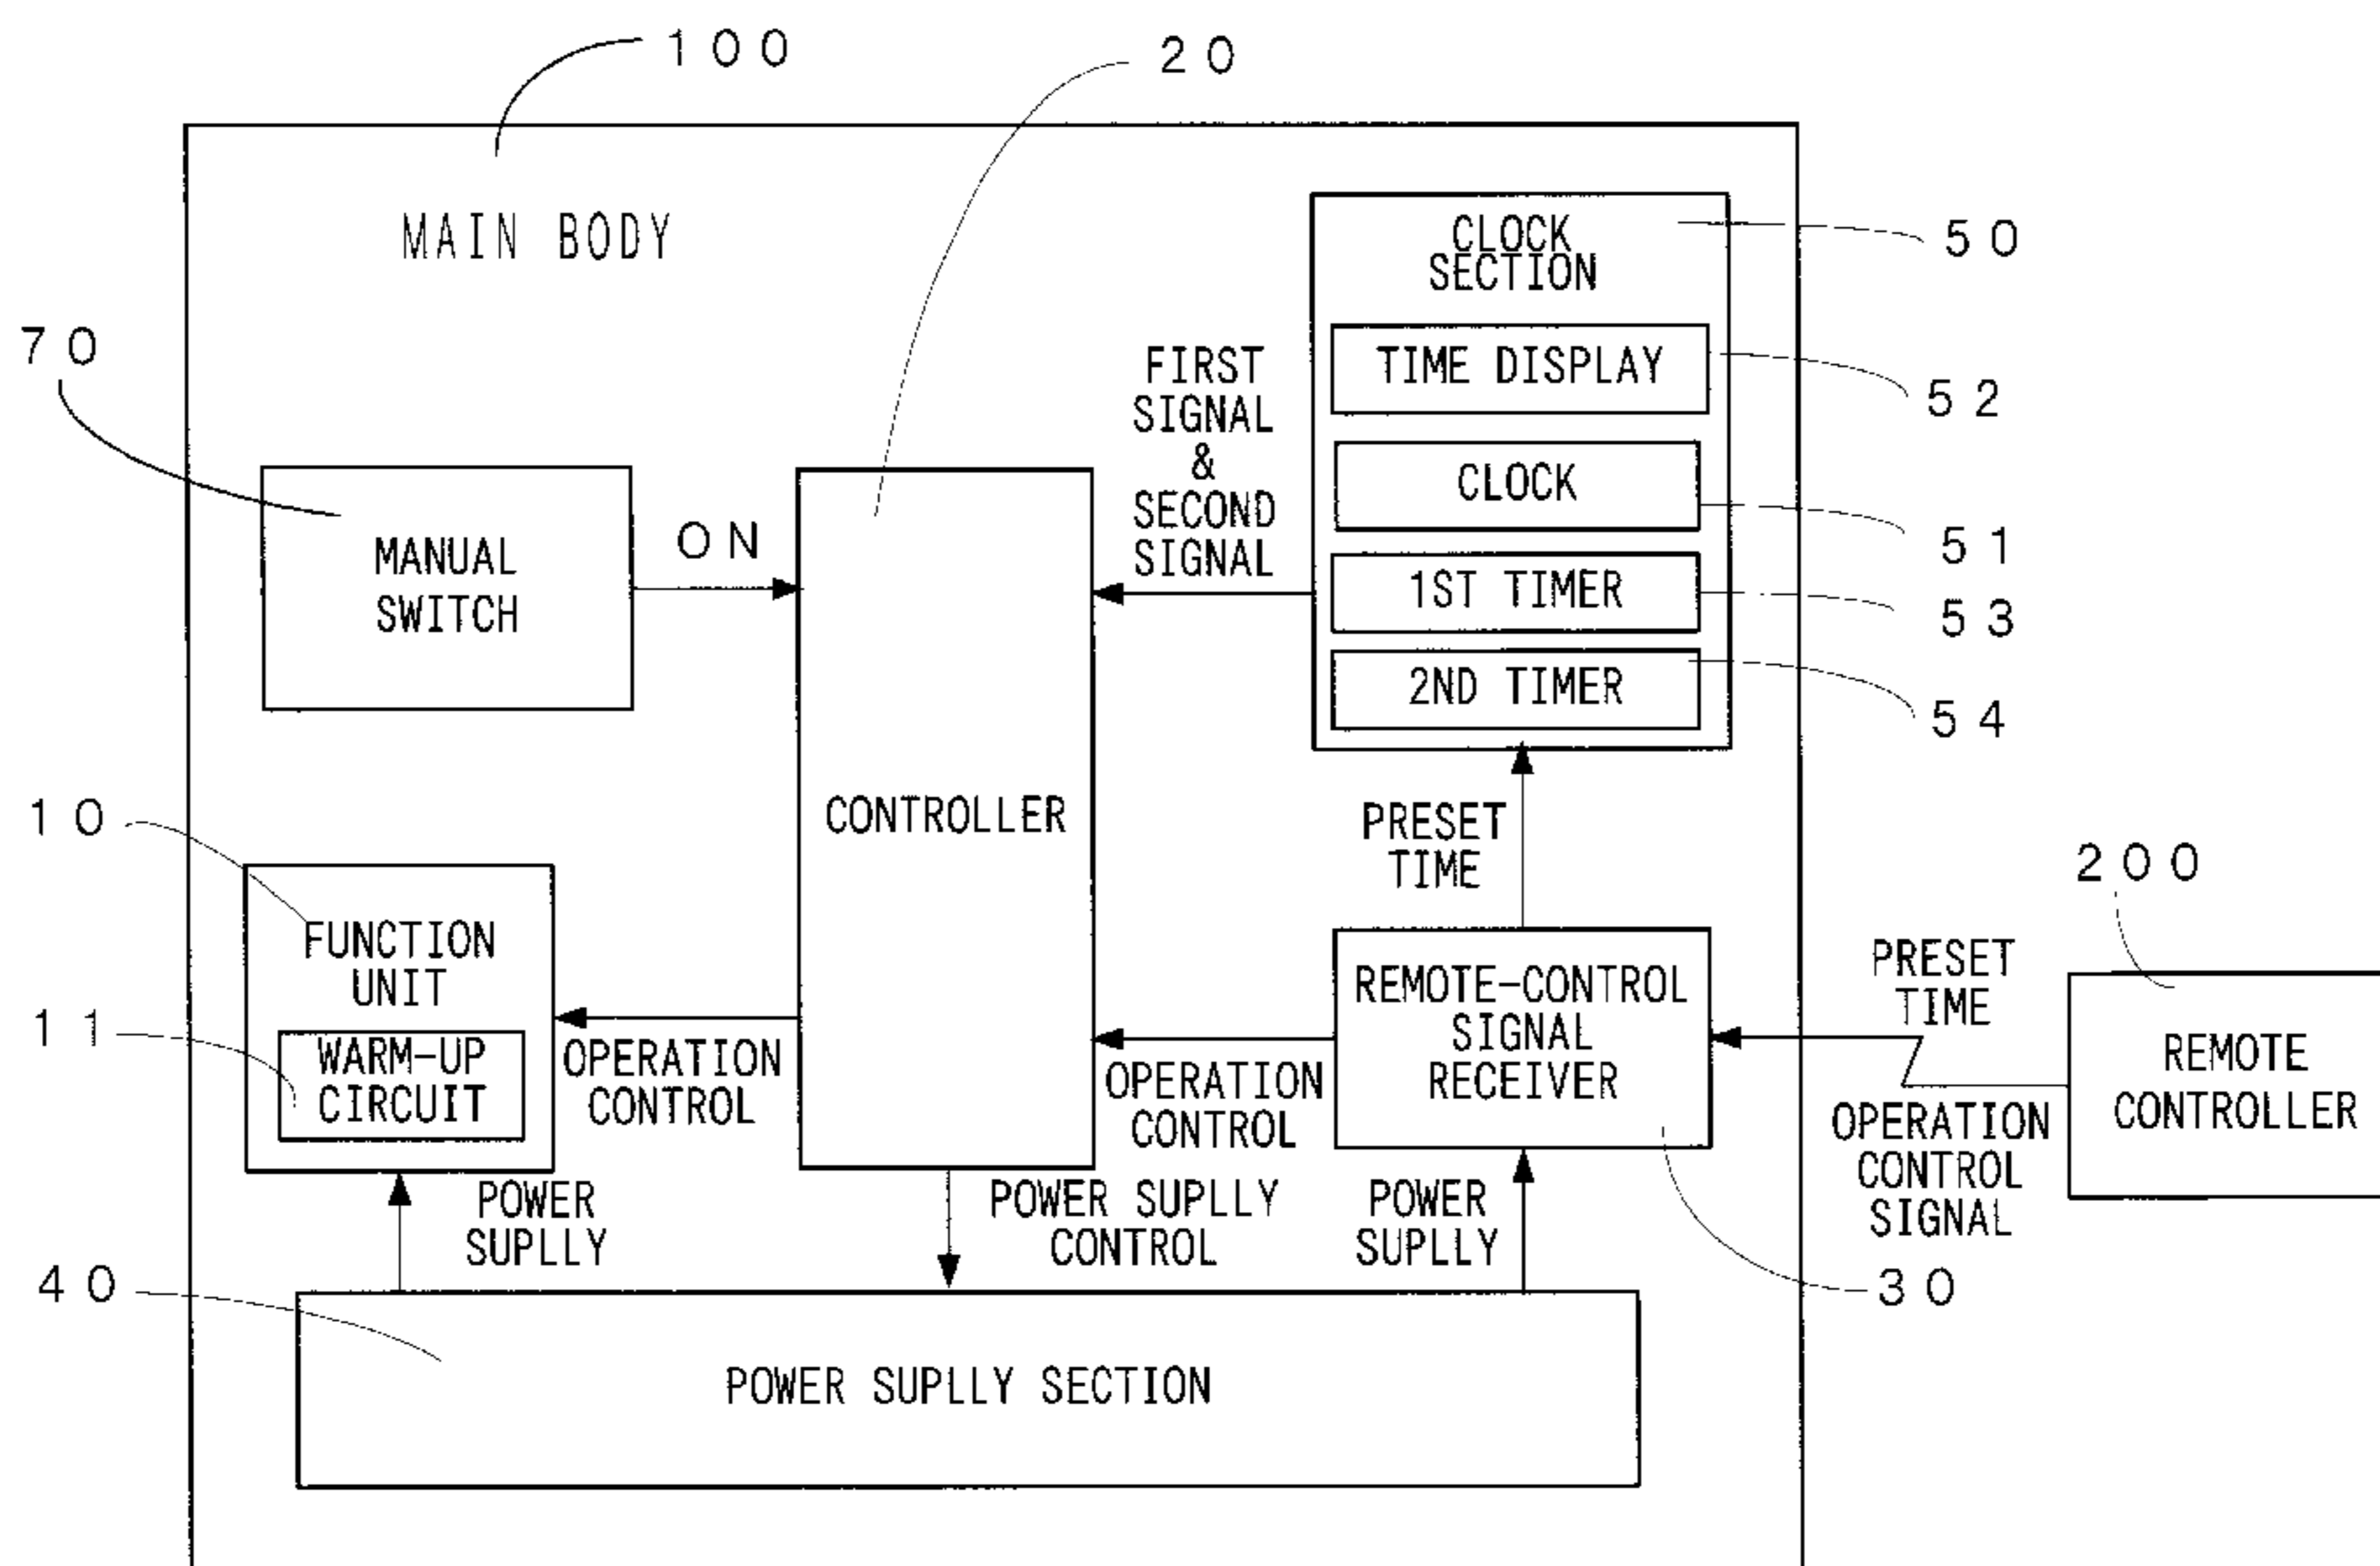 100
20
MAIN BODY
CLOCK
SECTION
50
70
FIRST
SIGNAL
&
SECOND
SIGNAL
TIME DISPLAY
52
CLOCK
51
MANUAL
SWITCH
ON
1ST TIMER
53
2ND TIMER
54
10
CONTROLLER
PRESET
TIME
200
FUNCTION
UNIT
11
WARM-UP
CIRCUIT
OPERATION
CONTROL
OPERATION
CONTROL
REMOTE-CONTROL
SIGNAL
RECEIVER
PRESET
TIME
OPERATION
CONTROL
SIGNAL
REMOTE
CONTROLLER
POWER
SUPLLY
POWER SUPLLY
CONTROL
POWER
SUPLLY
30
40
POWER SUPLLY SECTION